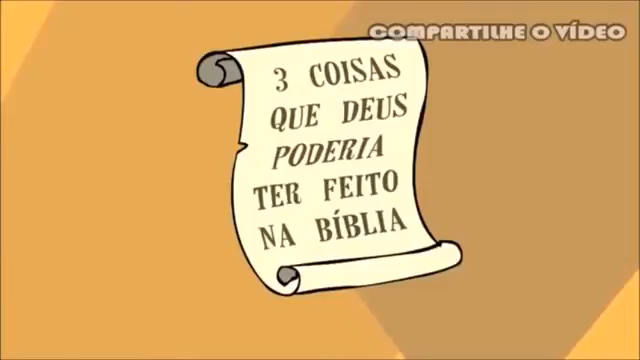 COMPARTILHE O VÍDEO
3 COISAS
QUE DEUS
PODERIA
TER FEITO
NA BÍBLIA